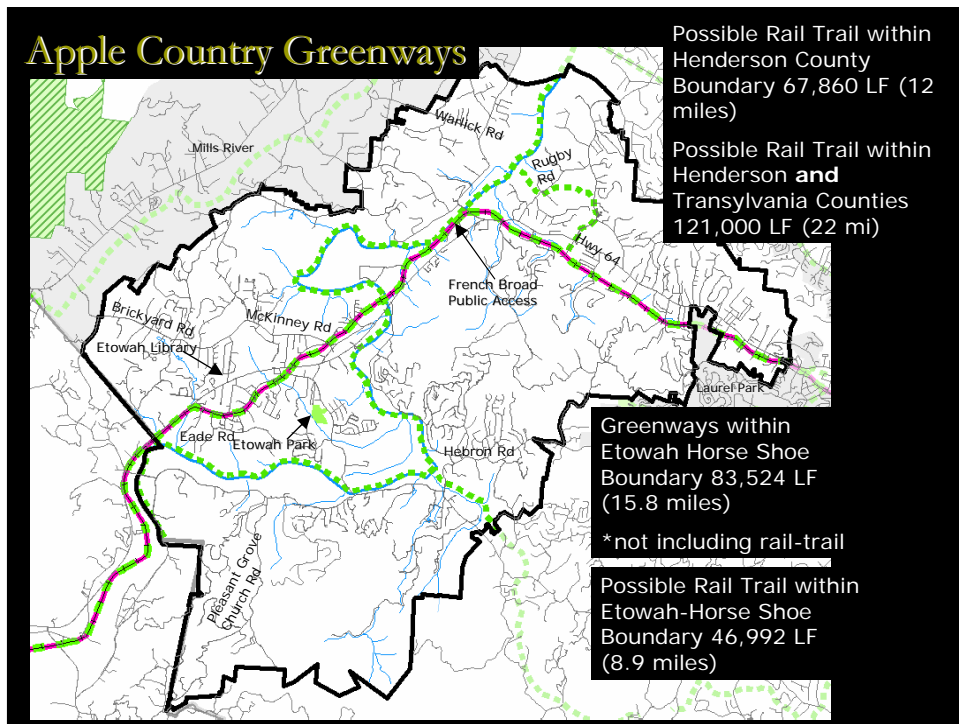 Apple Country Greenways
Possible Rail Trail within
Henderson County
Boundary 67,860 LF (12
miles)
Possible Rail Trail within
Henderson and
Transylvania Counties
121,000 LF (22 mi)
Warlick Rd
Mills River
Rugby
Rd
Hwy 64
French Broad
Public Access
Brickyard Rd
McKinney Rd
Etowah Library
Laurel Park
Eade Rd
Etowah Park
Hebron Rd
Pleasant Grove
Church Rd
Greenways within
Etowah Horse Shoe
Boundary 83,524 LF
(15.8 miles)
*not including rail-trail
Possible Rail Trail within
Etowah-Horse Shoe
Boundary 46,992 LF
(8.9 miles)